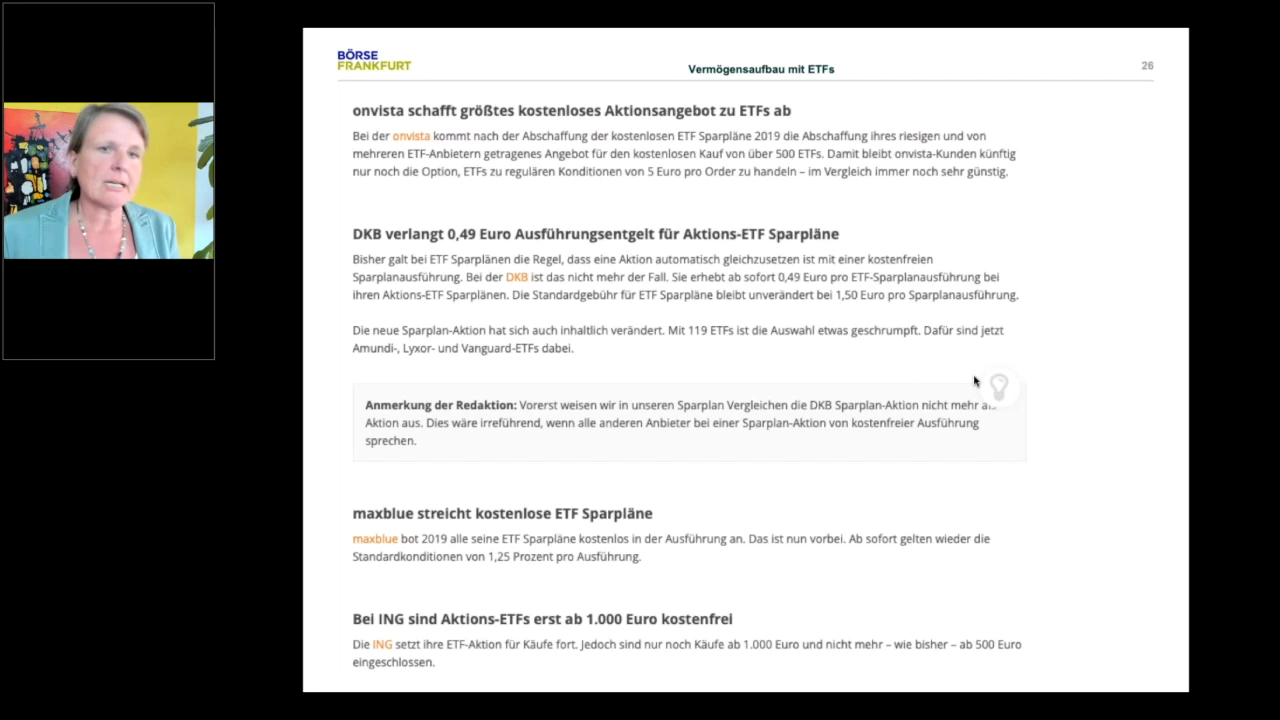 BÖRSE
FRANKFURT
Vermögensaufbau mit ETFs
26
onvista schafft größtes kostenloses Aktionsangebot zu ETFs ab
Bei der onvista kommt nach der Abschaffung der kostenlosen ETF Sparpläne 2019 die Abschaffung ihres riesigen und von
mehreren ETF-Anbietern getragenes Angebot für den kostenlosen Kauf von über 500 ETFs. Damit bleibt onvista-Kunden künftig
nur noch die Option, ETFs zu regulären Konditionen von 5 Euro pro Order zu handeln – im Vergleich immer noch sehr günstig.
DKB verlangt 0,49 Euro Ausführungsentgelt für Aktions-ETF Sparpläne
Bisher galt bei ETF Sparplänen die Regel, dass eine Aktion automatisch gleichzusetzen ist mit einer kostenfreien
Sparplanausführung. Bei der DKB ist das nicht mehr der Fall. Sie erhebt ab sofort 0,49 Euro pro ETF-Sparplanausführung bei
ihren Aktions-ETF Sparplänen. Die Standardgebühr für ETF Sparpläne bleibt unverändert bei 1,50 Euro pro Sparplanausführung.
Die neue Sparplan-Aktion hat sich auch inhaltlich verändert. Mit 119 ETFs ist die Auswahl etwas geschrumpft. Dafür sind jetzt
Amundi-, Lyxor- und Vanguard-ETFs dabei.
Anmerkung der Redaktion: Vorerst weisen wir in unseren Sparplan Vergleichen die DKB Sparplan-Aktion nicht mehr
Aktion aus. Dies wäre irreführend, wenn alle anderen Anbieter bei einer Sparplan-Aktion von kostenfreier Ausführung
sprechen.
maxblue streicht kostenlose ETF Sparpläne
maxblue bot 2019 alle seine ETF Sparpläne kostenlos in der Ausführung an. Das ist nun vorbei. Ab sofort gelten wieder die
Standardkonditionen von 1,25 Prozent pro Ausführung.
Bei ING sind Aktions-ETFs erst ab 1.000 Euro kostenfrei
Die ING setzt ihre ETF-Aktion für Käufe fort. Jedoch sind nur noch Käufe ab 1.000 Euro und nicht mehr – wie bisher – ab 500 Euro
eingeschlossen.